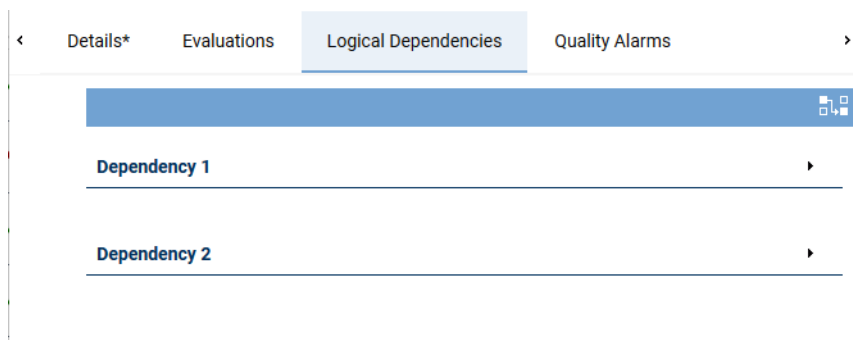 Details* Evaluations Logical Dependencies Quality Alarms
Dependency 1
Dependency 2